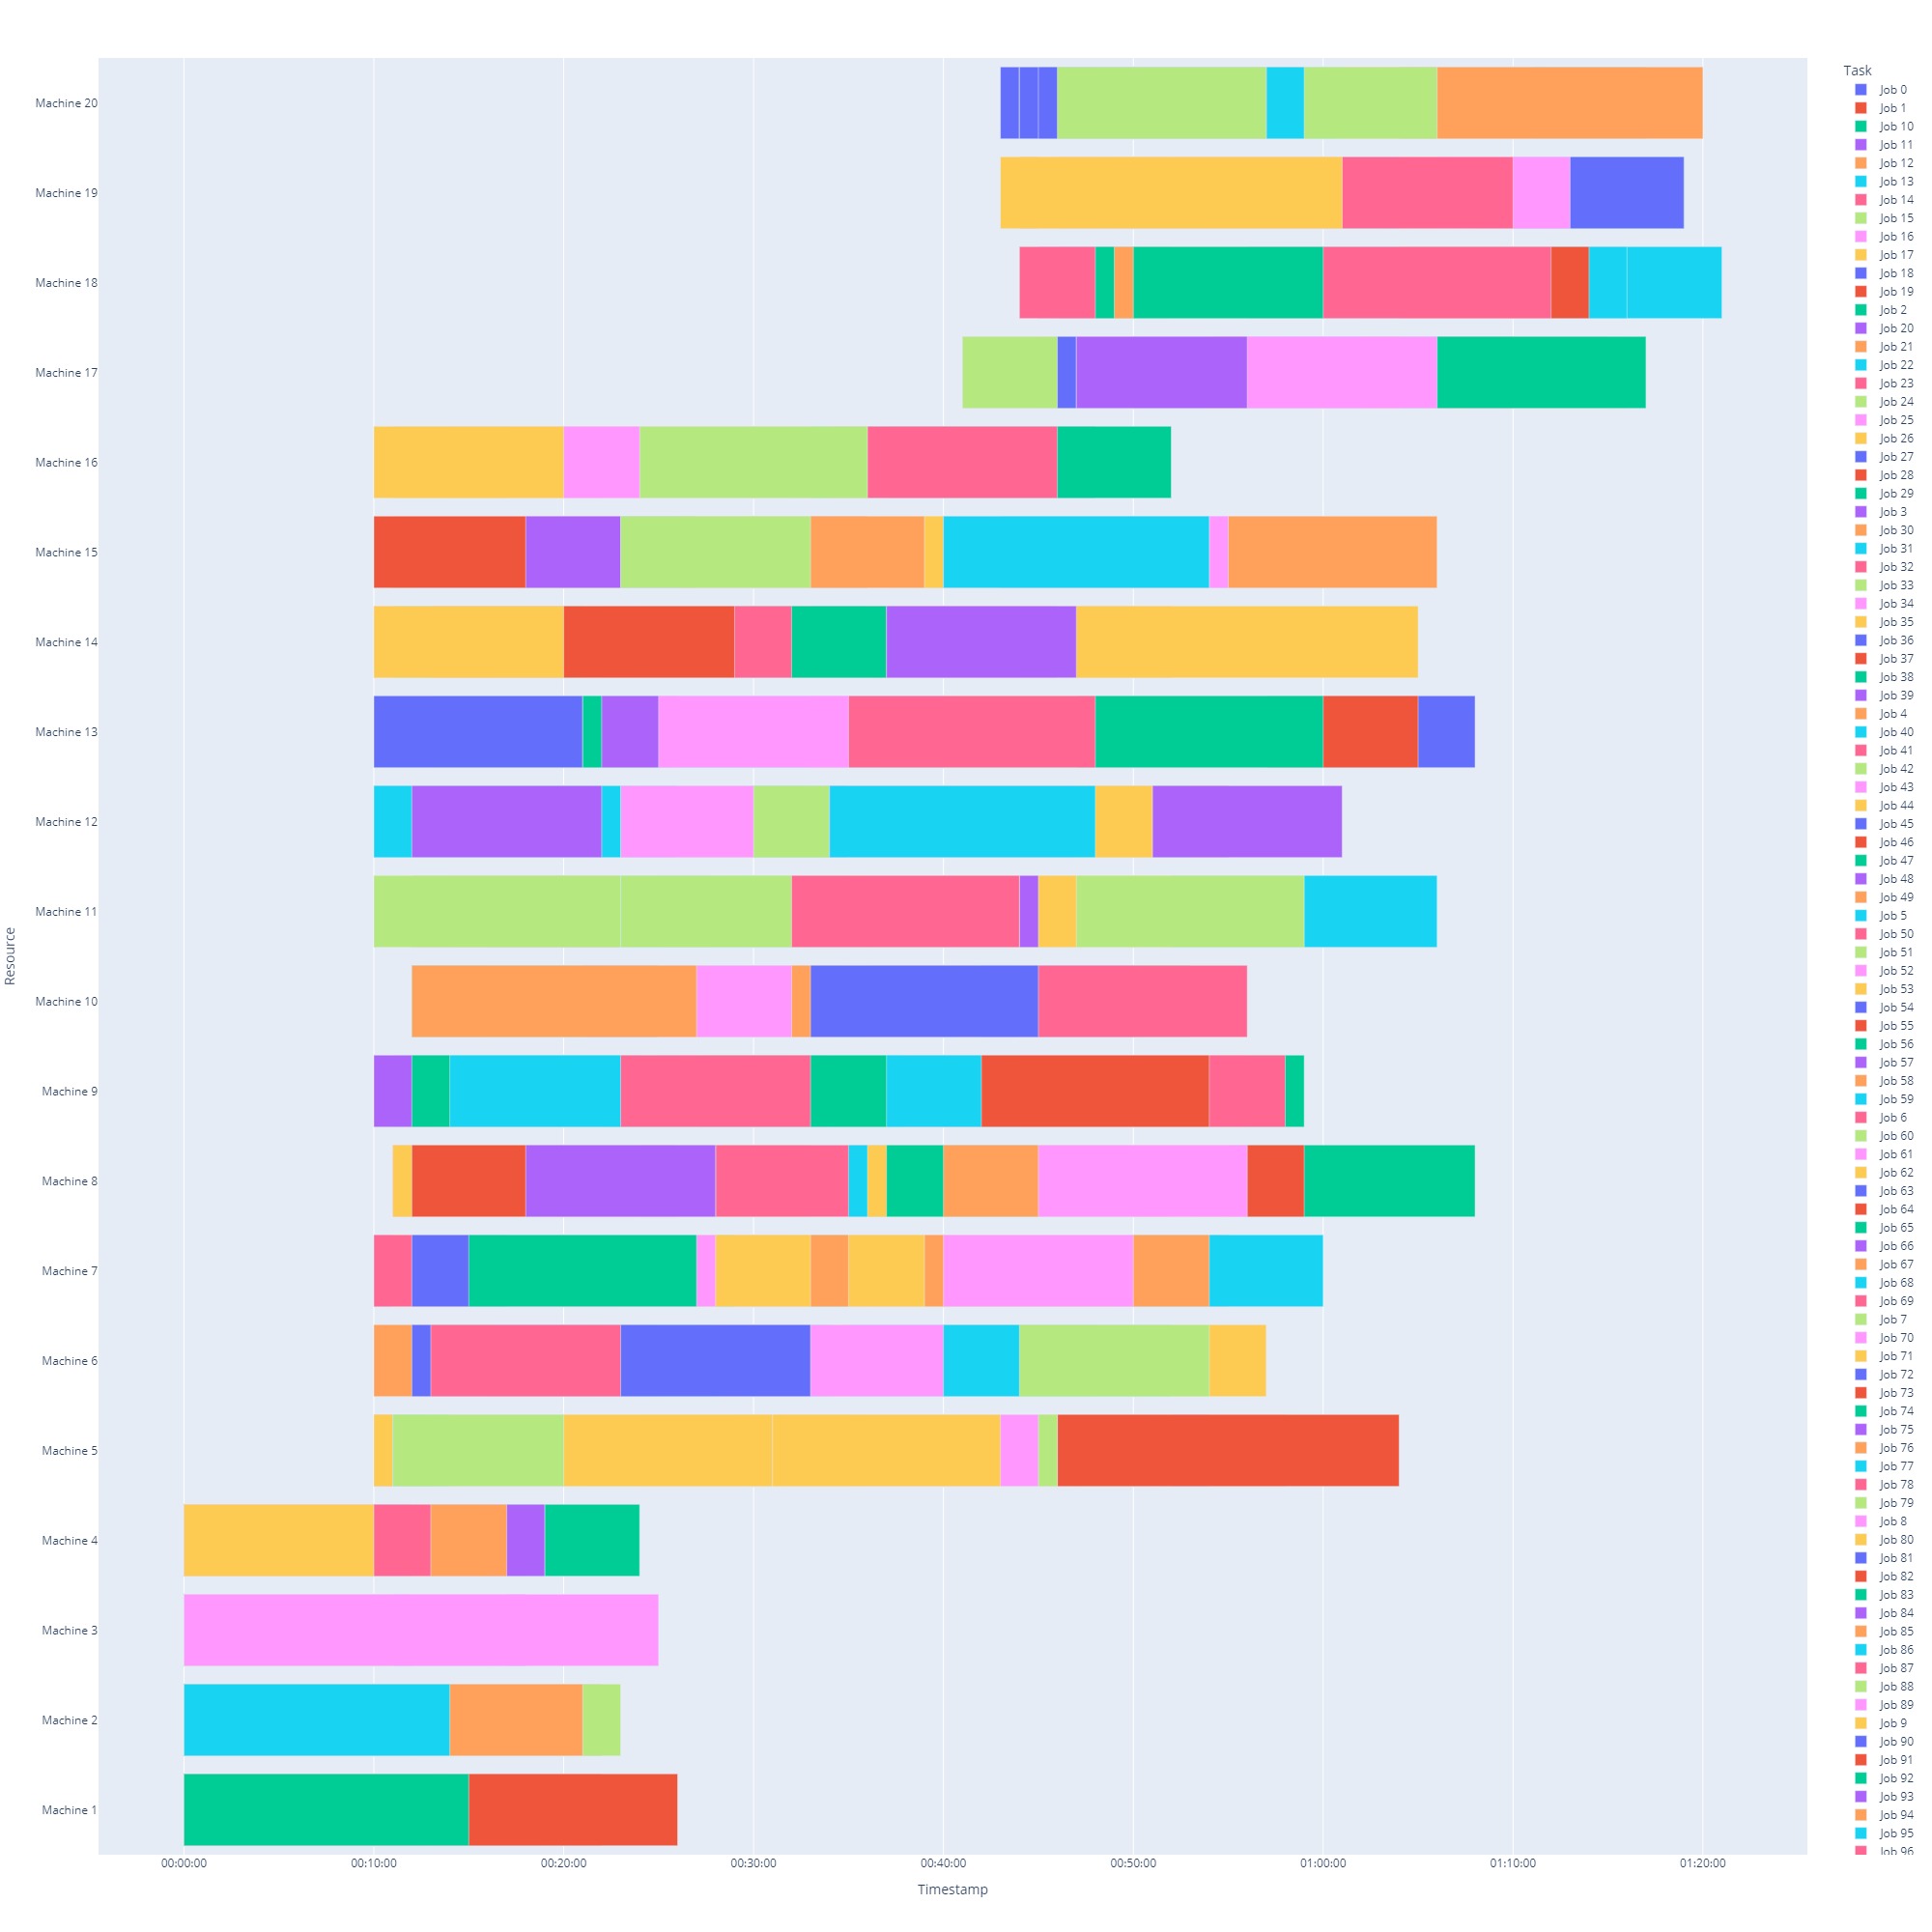 Machine 20
Machine 19
Machine 18
Machine 17
Machine 16
Machine 15
Machine 14
Machine 13
Machine 12
Machine 11
Machine 10
Machine 9
Machine 8
Machine 7
Machine 6
Machine 5
Machine 4
Machine 3
Machine 2
Machine 1
Resource
00:00:00
00:10:00
00:20:00
00:30:00
00:40:00
00:50:00
01:00:00
01:10:00
01:20:00
Timestamp
Task
Job 0
Job 1
Job 10
Job 11
Job 12
Job 13
Job 14
Job 15
Job 16
Job 17
Job 18
Job 19
Job 2
Job 20
Job 21
Job 22
Job 23
Job 24
Job 25
Job 26
Job 27
Job 28
Job 29
Job 3
Job 30
Job 31
Job 32
Job 33
Job 34
Job 35
Job 36
Job 37
Job 38
Job 39
Job 4
Job 40
Job 41
Job 42
Job 43
Job 44
Job 45
Job 46
Job 47
Job 48
Job 49
Job 5
Job 50
Job 51
Job 52
Job 53
Job 54
Job 55
Job 56
Job 57
Job 58
Job 59
Job 6
Job 60
Job 61
Job 62
Job 63
Job 64
Job 65
Job 66
Job 67
Job 68
Job 69
Job 7
Job 70
Job 71
Job 72
Job 73
Job 74
Job 75
Job 76
Job 77
Job 78
Job 79
Job 8
Job 80
Job 81
Job 82
Job 83
Job 84
Job 85
Job 86
Job 87
Job 88
Job 89
Job 9
Job 90
Job 91
Job 92
Job 93
Job 94
Job 95
Job 96